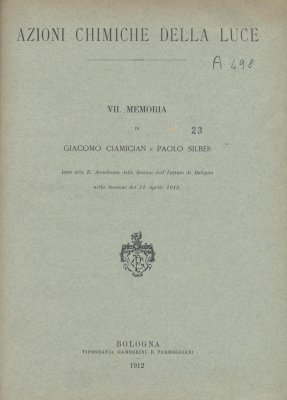 AZIONI CHIMICHE DELLA LUCE
A 498
VII. MEMORIA
DI
23
GIACOMO CIAMICIAN e PAOLO SILBER
letta alla R. Accademia delle Scienze dell'Istituto di Bologna
nella Sessione del 21 Aprile 1912.
BOLOGNA
TIPOGRAFIA GAMBERINI E PARMEGGIANI
1912